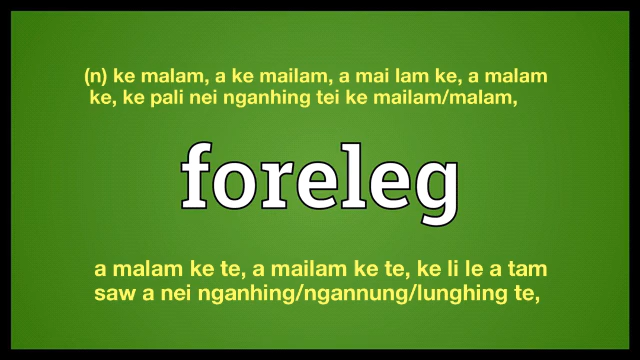 (n) ke malam, a ke mailam, a mai lam ke, a malam
ke, ke pali nei nganhing tei ke mailam/malam,
foreleg
a malam ke te, a mailam ke te, ke li le a tam
saw a nei nganhing/ngannung/lunghing te,